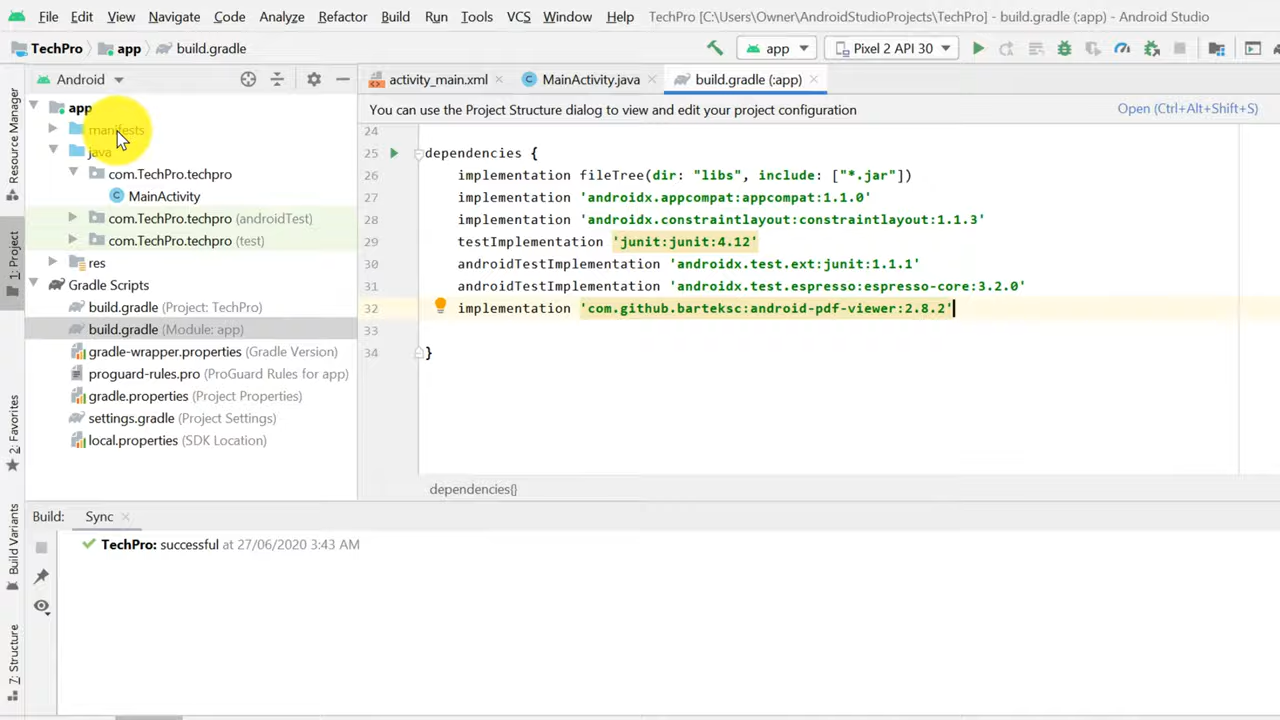 File Edit View Navigate Code Analyze Refactor Build Run Tools VCS Window Help TechPro [C:\Users\Owner\AndroidStudioProjects\TechPro] - build.gradle (:app) - Android Studio
TechPro app build.gradle app Pixel 2 API 30
Android activity_main.xml MainActivity.java build.gradle (:app)
You can use the Project Structure dialog to view and edit your project configuration Open (Ctrl+Alt+Shift+S)
Resource Manager
1: Project
2: Favorites
Build Variants
7: Structure
app
manifests
java
com.TechPro.techpro
MainActivity
com.TechPro.techpro (androidTest)
com.TechPro.techpro (test)
res
Gradle Scripts
build.gradle (Project: TechPro)
build.gradle (Module: app)
gradle-wrapper.properties (Gradle Version)
proguard-rules.pro (ProGuard Rules for app)
gradle.properties (Project Properties)
settings.gradle (Project Settings)
local.properties (SDK Location)
24
25 dependencies {
26 implementation fileTree(dir: "libs", include: ["*.jar"])
27 implementation 'androidx.appcompat:appcompat:1.1.0'
28 implementation 'androidx.constraintlayout:constraintlayout:1.1.3'
29 testImplementation 'junit:junit:4.12'
30 androidTestImplementation 'androidx.test.ext:junit:1.1.1'
31 androidTestImplementation 'androidx.test.espresso:espresso-core:3.2.0'
32 implementation 'com.github.barteksc:android-pdf-viewer:2.8.2'
33
34 }
dependencies{}
Build: Sync
TechPro: successful at 27/06/2020 3:43 AM